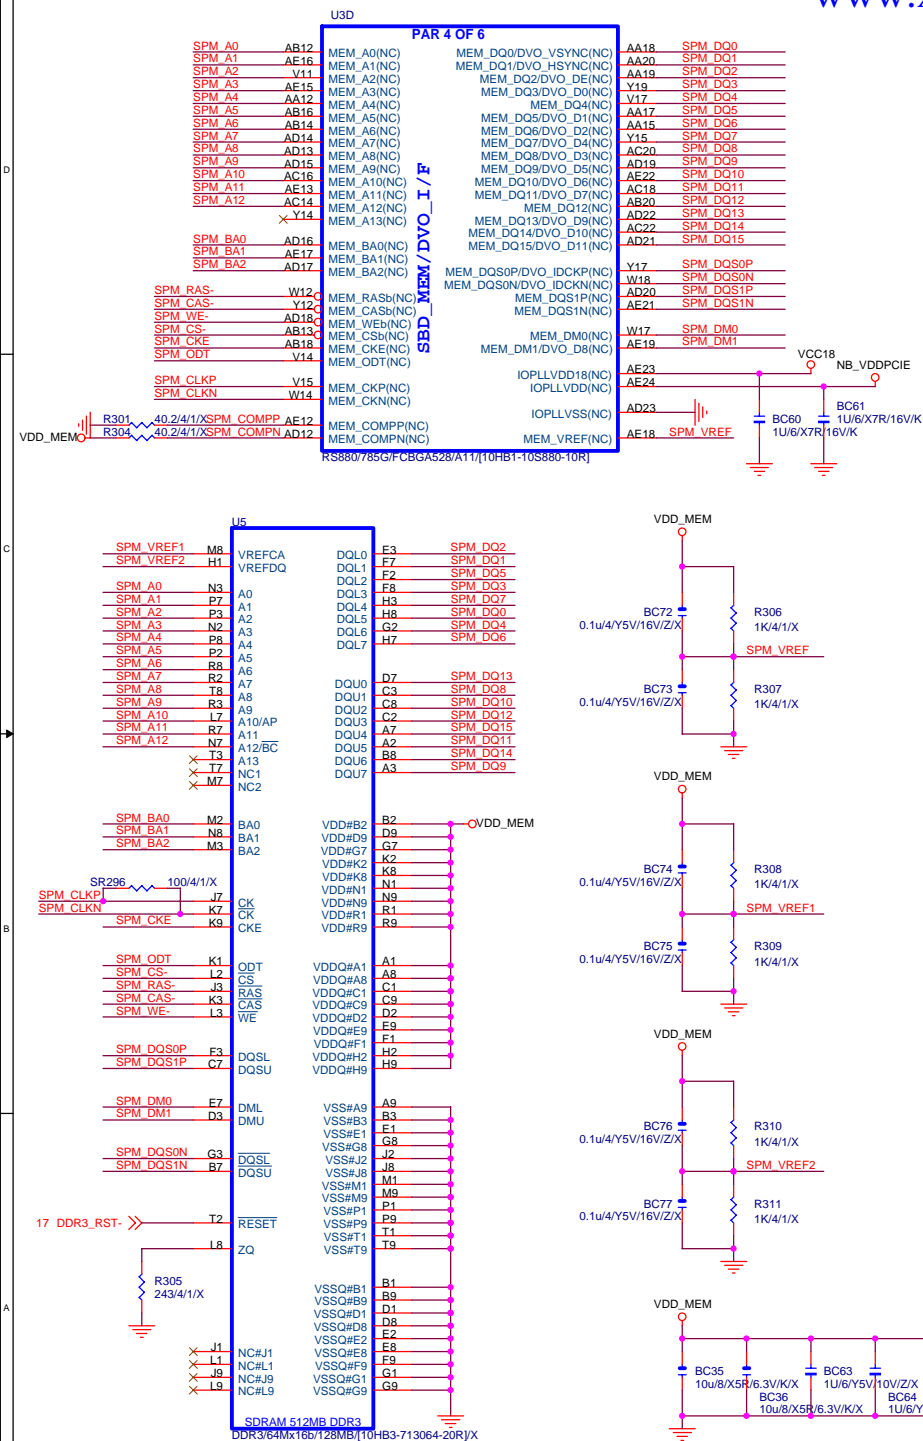 U3D
PAR 4 OF 6
SBD_MEM/DVO_I/F
SPM_A0 AB12 MEM_A0(NC) MEM_DQ0/DVO_VSYNC(NC) AA18 SPM_DQ0
SPM_A1 AE16 MEM_A1(NC) MEM_DQ1/DVO_HSYNC(NC) AA20 SPM_DQ1
SPM_A2 V11 MEM_A2(NC) MEM_DQ2/DVO_DE(NC) AA19 SPM_DQ2
SPM_A3 AE15 MEM_A3(NC) MEM_DQ3/DVO_D0(NC) Y19 SPM_DQ3
SPM_A4 AA12 MEM_A4(NC) MEM_DQ4(NC) V17 SPM_DQ4
SPM_A5 AB16 MEM_A5(NC) MEM_DQ5/DVO_D1(NC) AA17 SPM_DQ5
SPM_A6 AB14 MEM_A6(NC) MEM_DQ6/DVO_D2(NC) AA15 SPM_DQ6
SPM_A7 AD14 MEM_A7(NC) MEM_DQ7/DVO_D4(NC) Y15 SPM_DQ7
SPM_A8 AD13 MEM_A8(NC) MEM_DQ8/DVO_D3(NC) AC20 SPM_DQ8
SPM_A9 AD15 MEM_A9(NC) MEM_DQ9/DVO_D5(NC) AD19 SPM_DQ9
SPM_A10 AC16 MEM_A10(NC) MEM_DQ10/DVO_D6(NC) AE22 SPM_DQ10
SPM_A11 AE13 MEM_A11(NC) MEM_DQ11/DVO_D7(NC) AC18 SPM_DQ11
SPM_A12 AC14 MEM_A12(NC) MEM_DQ12(NC) AB20 SPM_DQ12
Y14 MEM_A13(NC) MEM_DQ13/DVO_D9(NC) AD22 SPM_DQ13
MEM_DQ14/DVO_D10(NC) AC22 SPM_DQ14
SPM_BA0 AD16 MEM_BA0(NC) MEM_DQ15/DVO_D11(NC) AD21 SPM_DQ15
SPM_BA1 AE17 MEM_BA1(NC)
SPM_BA2 AD17 MEM_BA2(NC) MEM_DQS0P/DVO_IDCKP(NC) Y17 SPM_DQS0P
MEM_DQS0N/DVO_IDCKN(NC) W18 SPM_DQS0N
SPM_RAS- W12 MEM_RASb(NC) MEM_DQS1P(NC) AD20 SPM_DQS1P
SPM_CAS- Y12 MEM_CASb(NC) MEM_DQS1N(NC) AE21 SPM_DQS1N
SPM_WE- AD18 MEM_WEb(NC)
SPM_CS- AB13 MEM_CSb(NC) MEM_DM0(NC) W17 SPM_DM0
SPM_CKE AB18 MEM_CKE(NC) MEM_DM1/DVO_D8(NC) AE19 SPM_DM1
SPM_ODT V14 MEM_ODT(NC)
VCC18
IOPLLVDD18(NC) AE23 NB_VDDPCIE
SPM_CLKP V15 MEM_CKP(NC) IOPLLVDD(NC) AE24
SPM_CLKN W14 MEM_CKN(NC)
IOPLLVSS(NC) AD23
BC60 1U/6/X7R/16V/K
BC61 1U/6/X7R/16V/K
R301 40.2/4/1/X SPM_COMPP AE12 MEM_COMPP(NC)
VDD_MEM R304 40.2/4/1/X SPM_COMPN AD12 MEM_COMPN(NC) MEM_VREF(NC) AE18 SPM_VREF
RS880/785G/FCBGA528/A11/[10HB1-10S880-10R]
U5
SPM_VREF1 M8 VREFCA DQL0 E3 SPM_DQ2
SPM_VREF2 H1 VREFDQ DQL1 F7 SPM_DQ1
DQL2 F2 SPM_DQ5
SPM_A0 N3 A0 DQL3 F8 SPM_DQ3
SPM_A1 P7 A1 DQL4 H3 SPM_DQ7
SPM_A2 P3 A2 DQL5 H8 SPM_DQ0
SPM_A3 N2 A3 DQL6 G2 SPM_DQ4
SPM_A4 P8 A4 DQL7 H7 SPM_DQ6
SPM_A5 P2 A5
SPM_A6 R8 A6
SPM_A7 R2 A7 DQU0 D7 SPM_DQ13
SPM_A8 T8 A8 DQU1 C3 SPM_DQ8
SPM_A9 R3 A9 DQU2 C8 SPM_DQ10
SPM_A10 L7 A10/AP DQU3 C2 SPM_DQ12
SPM_A11 R7 A11 DQU4 A7 SPM_DQ15
SPM_A12 N7 A12/BC DQU5 A2 SPM_DQ11
T3 A13 DQU6 B8 SPM_DQ14
T7 NC1 DQU7 A3 SPM_DQ9
M7 NC2
SPM_BA0 M2 BA0 VDD#B2 B2 VDD_MEM
SPM_BA1 N8 BA1 VDD#D9 D9
SPM_BA2 M3 BA2 VDD#G7 G7
VDD#K2 K2
SR296 100/4/1/X VDD#K8 K8
VDD#N1 N1
SPM_CLKP J7 CK VDD#N9 N9
SPM_CLKN K7 CK VDD#R1 R1
SPM_CKE K9 CKE VDD#R9 R9
SPM_ODT K1 ODT VDDQ#A1 A1
SPM_CS- L2 CS VDDQ#A8 A8
SPM_RAS- J3 RAS VDDQ#C1 C1
SPM_CAS- K3 CAS VDDQ#C9 C9
SPM_WE- L3 WE VDDQ#D2 D2
VDDQ#E9 E9
VDDQ#F1 F1
SPM_DQS0P F3 DQSL VDDQ#H2 H2
SPM_DQS1P C7 DQSU VDDQ#H9 H9
SPM_DM0 E7 DML VSS#A9 A9
SPM_DM1 D3 DMU VSS#B3 B3
VSS#E1 E1
VSS#G8 G8
SPM_DQS0N G3 DQSL VSS#J2 J2
SPM_DQS1N B7 DQSU VSS#J8 J8
VSS#M1 M1
VSS#M9 M9
VSS#P1 P1
17 DDR3_RST- T2 RESET VSS#P9 P9
VSS#T1 T1
L8 ZQ VSS#T9 T9
R305
243/4/1/X
VSSQ#B1 B1
VSSQ#B9 B9
VSSQ#D1 D1
VSSQ#D8 D8
VSSQ#E2 E2
J1 NC#J1 VSSQ#E8 E8
L1 NC#L1 VSSQ#F9 F9
J9 NC#J9 VSSQ#G1 G1
L9 NC#L9 VSSQ#G9 G9
SDRAM 512MB DDR3
DDR3/64Mx16b/128MB/[10HB3-713064-20R]/X
VDD_MEM
BC72 0.1u/4/Y5V/16V/Z/X
R306 1K/4/1/X
SPM_VREF
BC73 0.1u/4/Y5V/16V/Z/X
R307 1K/4/1/X
VDD_MEM
BC74 0.1u/4/Y5V/16V/Z/X
R308 1K/4/1/X
SPM_VREF1
BC75 0.1u/4/Y5V/16V/Z/X
R309 1K/4/1/X
VDD_MEM
BC76 0.1u/4/Y5V/16V/Z/X
R310 1K/4/1/X
SPM_VREF2
BC77 0.1u/4/Y5V/16V/Z/X
R311 1K/4/1/X
VDD_MEM
BC35 10u/8/X5R/6.3V/K/X
BC36 10u/8/X5R/6.3V/K/X
BC63 1U/6/Y5V/10V/Z/X
BC64 1U/6/Y
D
C
B
A